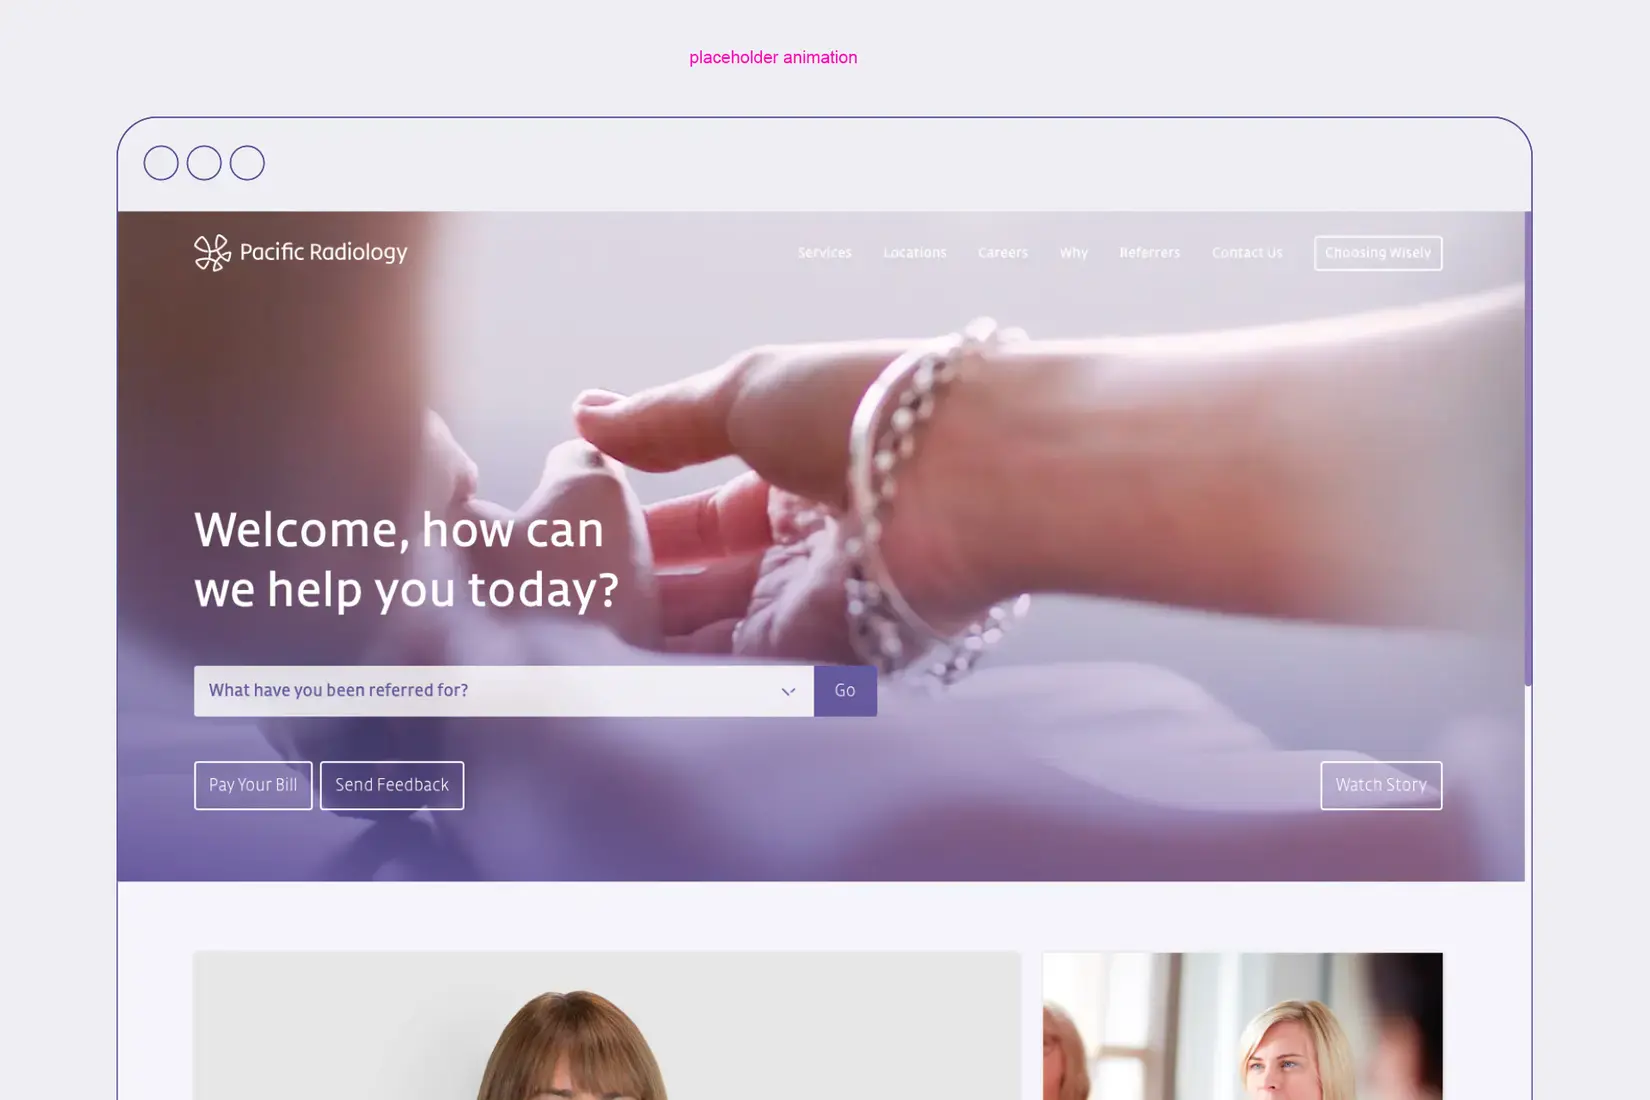 placeholder animation
Pacific Radiology
Services Locations Careers Why Referrers Contact Us Choosing Wisely
Welcome, how can
we help you today?
What have you been referred for? Go
Pay Your Bill Send Feedback Watch Story